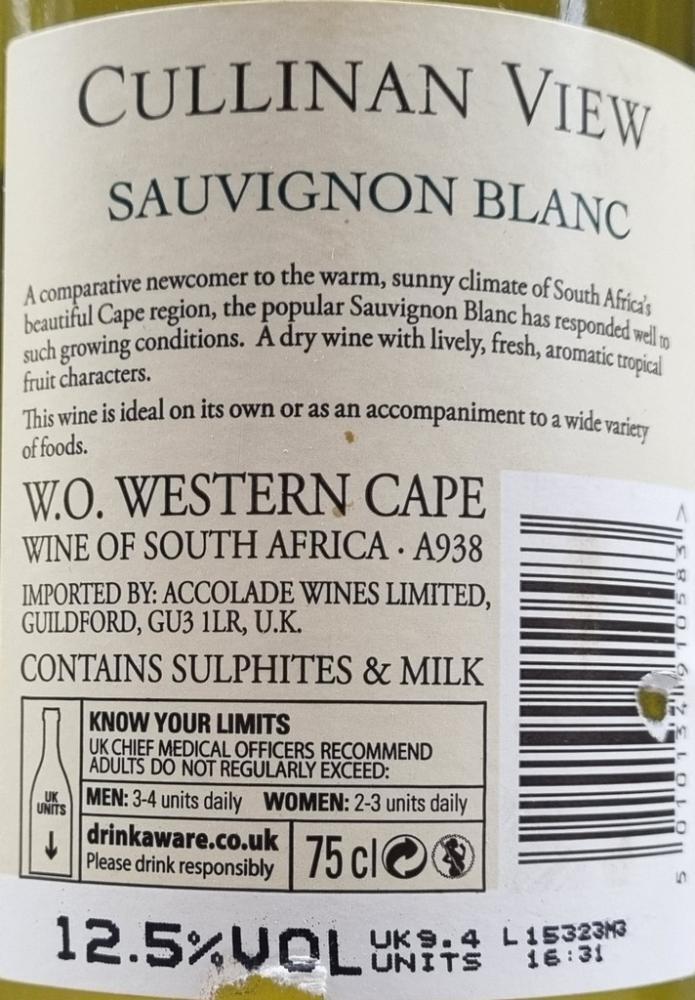 CULLINAN VIEW
SAUVIGNON BLANC
A comparative newcomer to the warm, sunny climate of South Africa's
beautiful Cape region, the popular Sauvignon Blanc has responded well to
such growing conditions. A dry wine with lively, fresh, aromatic tropical
fruit characters.
This wine is ideal on its own or as an accompaniment to a wide variety
of foods.
W.O. WESTERN CAPE
WINE OF SOUTH AFRICA · A938
IMPORTED BY: ACCOLADE WINES LIMITED,
GUILDFORD, GU3 1LR, U.K.
CONTAINS SULPHITES & MILK
KNOW YOUR LIMITS
UK CHIEF MEDICAL OFFICERS RECOMMEND
ADULTS DO NOT REGULARLY EXCEED:
UK
UNITS
MEN: 3-4 units daily WOMEN: 2-3 units daily
drinkaware.co.uk
Please drink responsibly
75 cl
12.5%VOL
UK9.4
UNITS
L15323M3
16:31